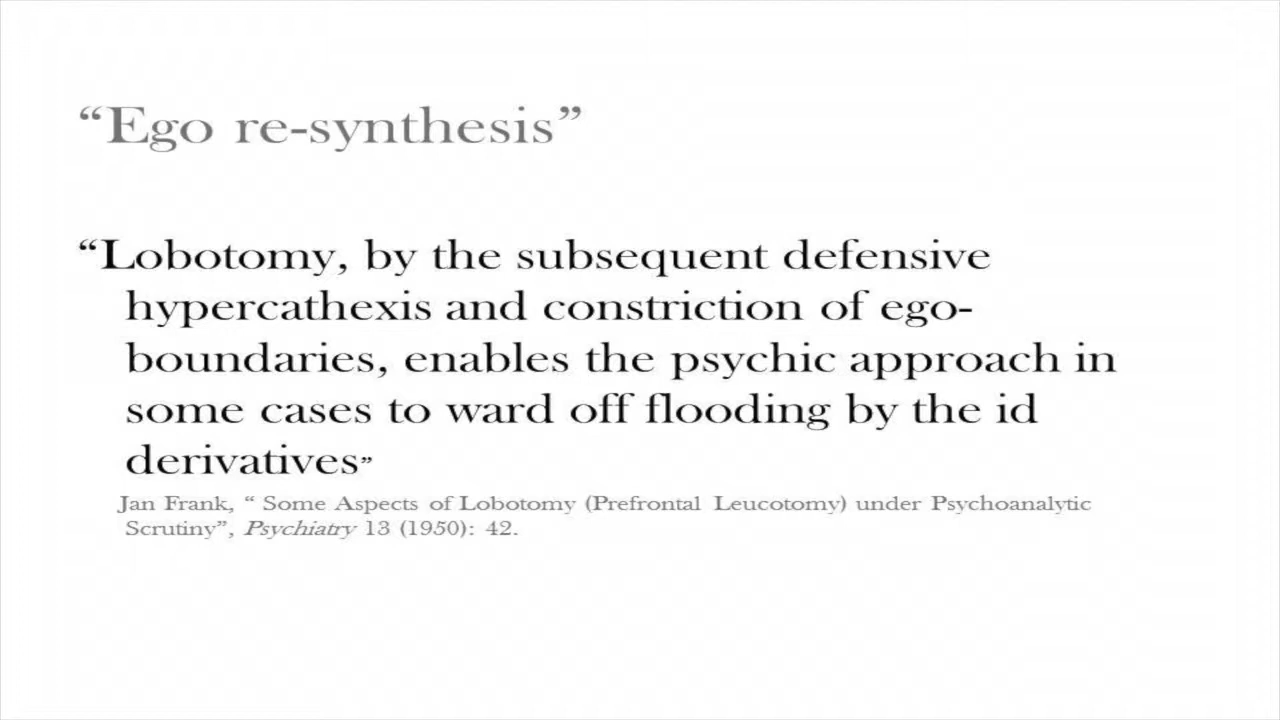 “Ego re-synthesis”
“Lobotomy, by the subsequent defensive
hypercathexis and constriction of ego-
boundaries, enables the psychic approach in
some cases to ward off flooding by the id
derivatives”
Jan Frank, “ Some Aspects of Lobotomy (Prefrontal Leucotomy) under Psychoanalytic
Scrutiny”, Psychiatry 13 (1950): 42.